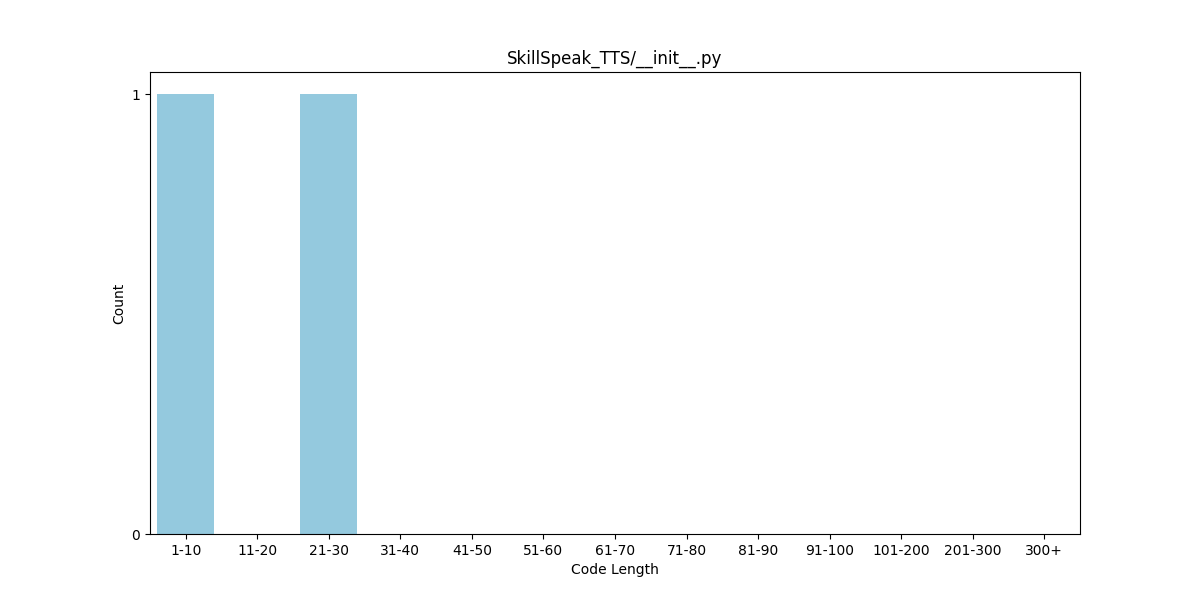 SkillSpeak_TTS/__init__.py
1
Count
0
1-10 11-20 21-30 31-40 41-50 51-60 61-70 71-80 81-90 91-100 101-200 201-300 300+
Code Length